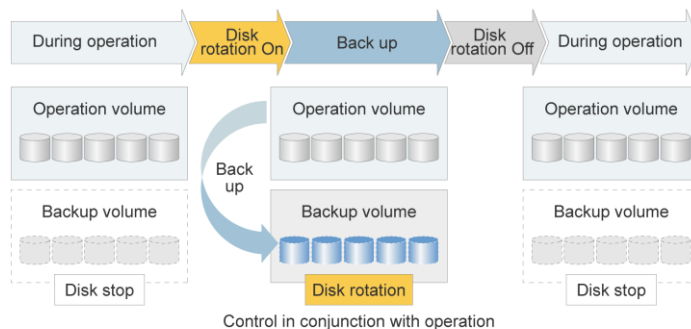 During operation
Disk
rotation On
Back up
Disk
rotation Off
During operation
Operation volume
Operation volume
Operation volume
Back
up
Backup volume
Backup volume
Backup volume
Disk stop
Disk rotation
Disk stop
Control in conjunction with operation